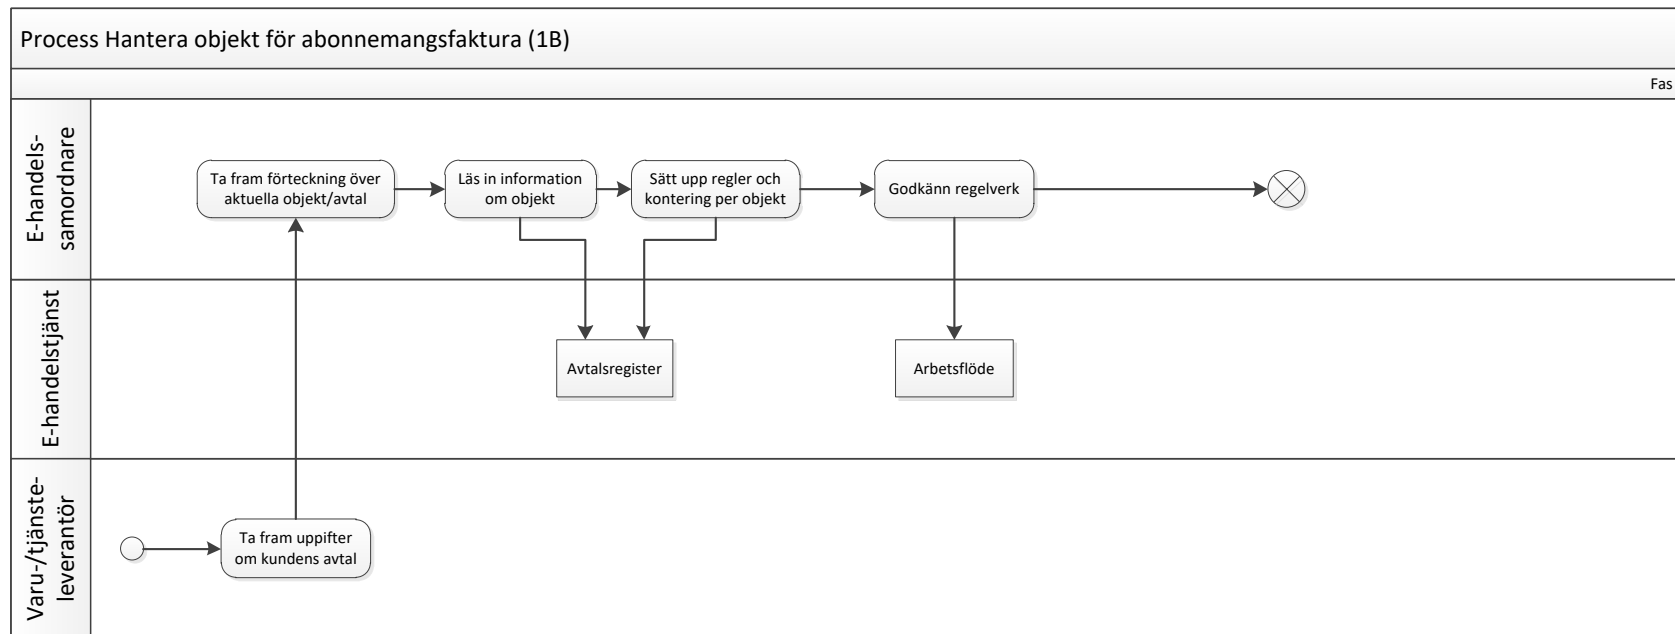 Process Hantera objekt för abonnemangsfaktura (1B)
Fas
E-handels-
samordnare
Ta fram förteckning över
aktuella objekt/avtal
Läs in information
om objekt
Sätt upp regler och
kontering per objekt
Godkänn regelverk
E-handelstjänst
Avtalsregister
Arbetsflöde
Varu-/tjänste-
leverantör
Ta fram uppifter
om kundens avtal